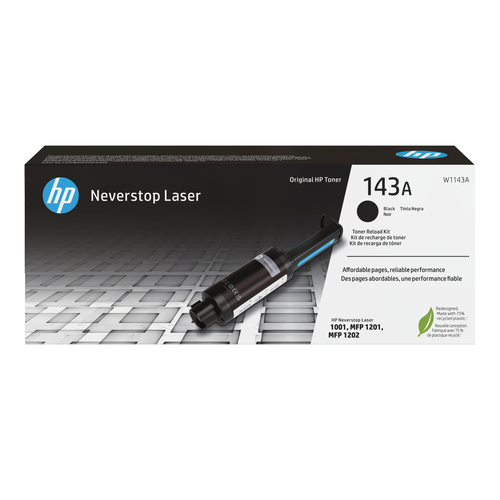 hp
Neverstop Laser
Original HP Toner
143A
W1143A
Black
Noir
Tinta Negra
Toner Reload Kit
Kit de recharge de toner
Kit de recarga de tóner
Affordable pages, reliable performance
Des pages abordables, une performance fiable
HP Neverstop Laser
1001, MFP 1201,
MFP 1202
Redesigned.
Made with 75%
recycled plastic.
Nouvelle conception.
Fabriqué avec 75 %
de plastique recyclé.